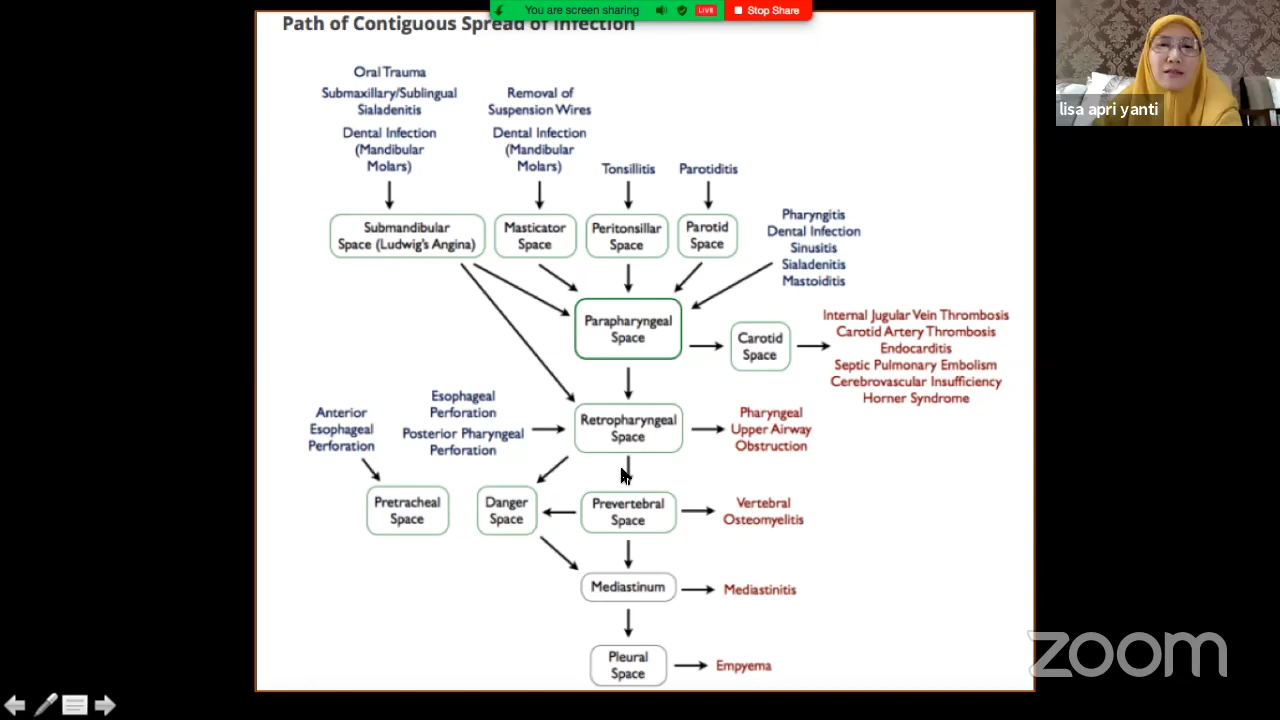 You are screen sharing
LIVE
Stop Share
Path of Contiguous Spread of Infection
lisa apri yanti
Oral Trauma
Submaxillary/Sublingual
Sialadenitis
Dental Infection
(Mandibular
Molars)
Removal of
Suspension Wires
Dental Infection
(Mandibular
Molars)
Tonsillitis
Parotiditis
Submandibular
Space (Ludwig's Angina)
Masticator
Space
Peritonsillar
Space
Parotid
Space
Pharyngitis
Dental Infection
Sinusitis
Sialadenitis
Mastoiditis
Parapharyngeal
Space
Carotid
Space
Internal Jugular Vein Thrombosis
Carotid Artery Thrombosis
Endocarditis
Septic Pulmonary Embolism
Cerebrovascular Insufficiency
Horner Syndrome
Anterior
Esophageal
Perforation
Esophageal
Perforation
Posterior Pharyngeal
Perforation
Retropharyngeal
Space
Pharyngeal
Upper Airway
Obstruction
Pretracheal
Space
Danger
Space
Prevertebral
Space
Vertebral
Osteomyelitis
Mediastinum
Mediastinitis
Pleural
Space
Empyema
zoom